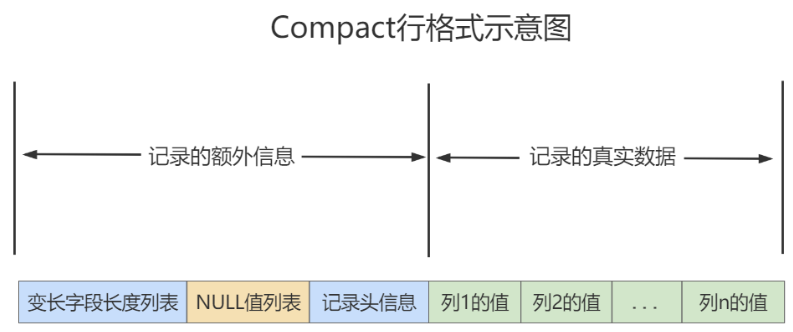 Compact行格式示意图
记录的额外信息 记录的真实数据
变长字段长度列表 NULL值列表 记录头信息 列1的值 列2的值 . . . 列n的值